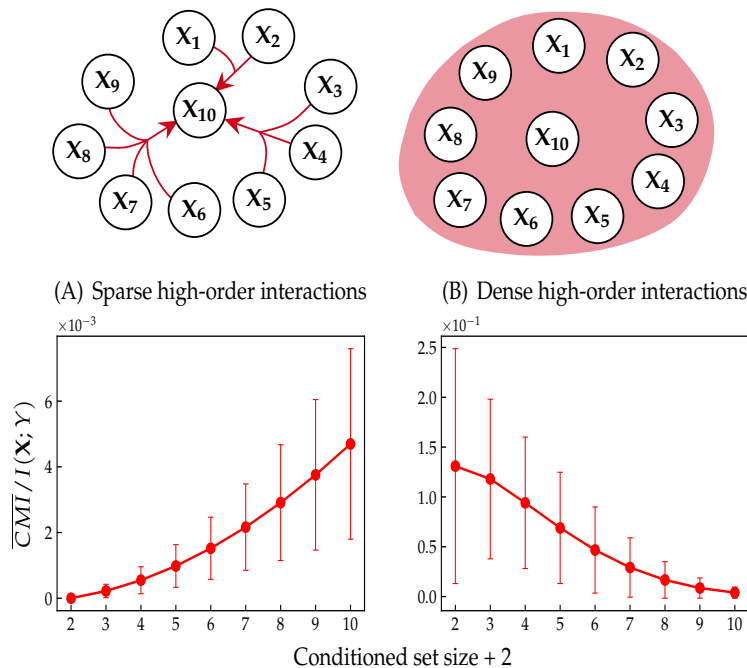 X1 X2
X9 X3
X10
X8 X4
X7 X6 X5
X1
X9 X2
X8 X10 X3
X4
X7 X6 X5
(A) Sparse high-order interactions
(B) Dense high-order interactions
×10⁻³
6
4
2
0
2 3 4 5 6 7 8 9 10
×10⁻¹
2.5
2.0
1.5
1.0
0.5
0.0
2 3 4 5 6 7 8 9 10
CMI / I(X; Y)
Conditioned set size + 2